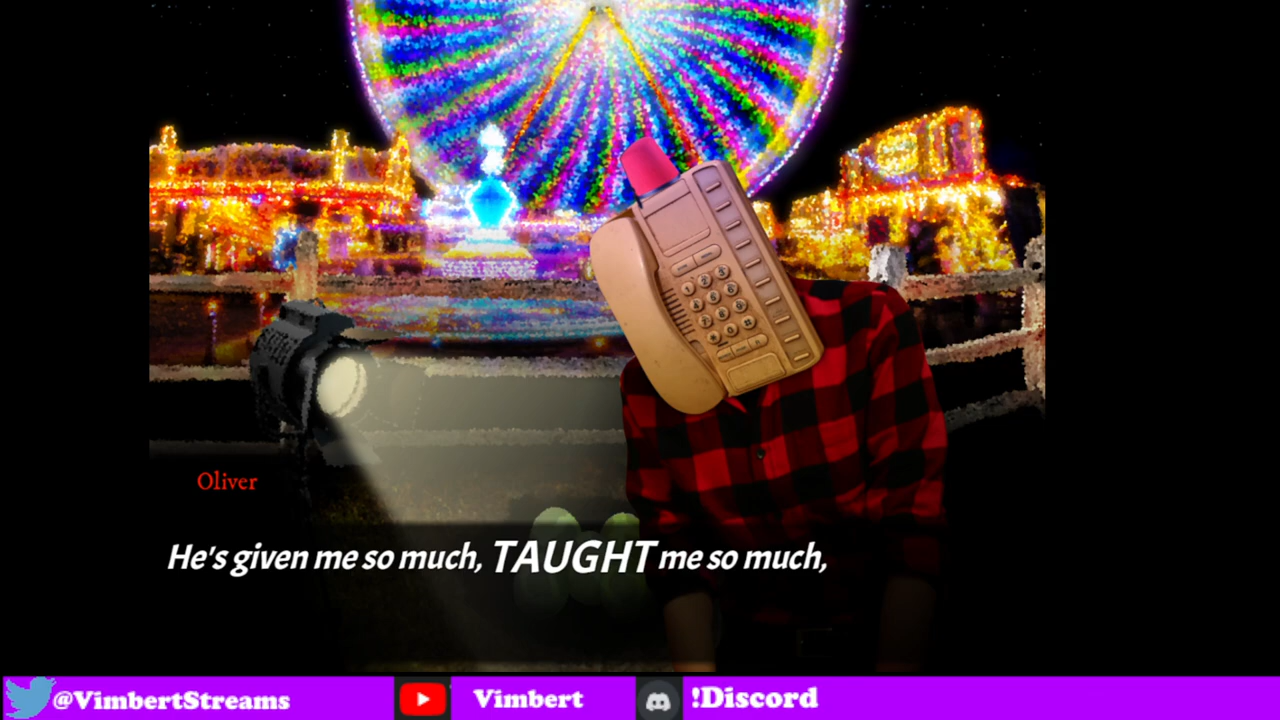 Oliver
He's given me so much, TAUGHT me so much,
@VimbertStreams
Vimbert
!Discord